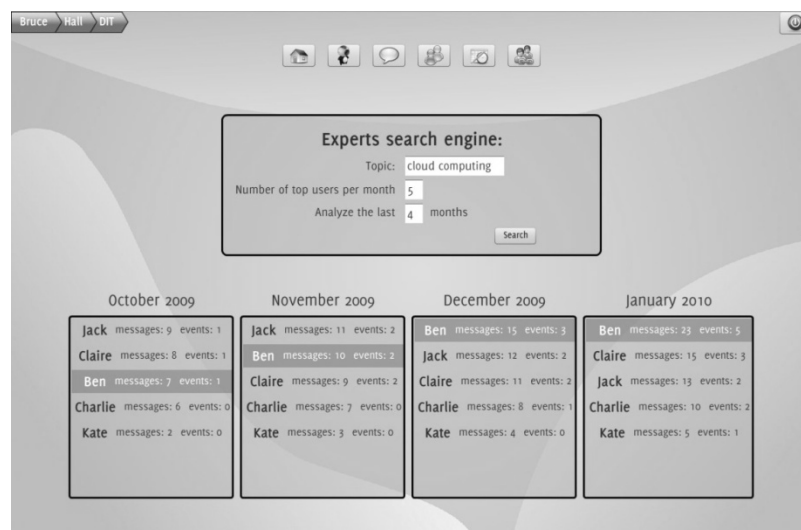 Bruce Hall DIT
Experts search engine:
Topic: cloud computing
Number of top users per month 5
Analyze the last 4 months
Search
October 2009
Jack messages: 9 events: 1
Claire messages: 8 events: 1
Ben messages: 7 events: 1
Charlie messages: 6 events: 0
Kate messages: 2 events: 0
November 2009
Jack messages: 11 events: 2
Ben messages: 10 events: 2
Claire messages: 9 events: 2
Charlie messages: 7 events: 0
Kate messages: 3 events: 0
December 2009
Ben messages: 15 events: 3
Jack messages: 12 events: 2
Claire messages: 11 events: 2
Charlie messages: 8 events: 1
Kate messages: 4 events: 0
January 2010
Ben messages: 23 events: 5
Claire messages: 15 events: 3
Jack messages: 13 events: 2
Charlie messages: 10 events: 2
Kate messages: 5 events: 1